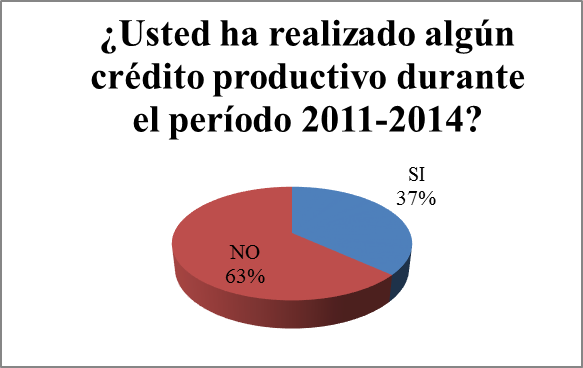 ¿Usted ha realizado algún
crédito productivo durante
el período 2011-2014?
SI
37%
NO
63%